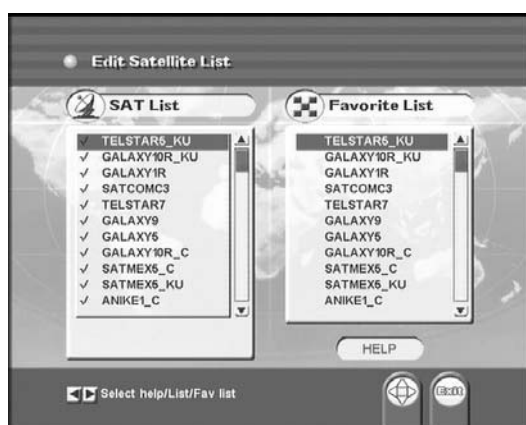 Edit Satellite List
SAT List
TELSTAR5_KU
GALAXY10R_KU
GALAXY1R
SATCOMC3
TELSTAR7
GALAXY9
GALAXY5
GALAXY10R_C
SATMEX5_C
SATMEX5_KU
ANIKE1_C
Favorite List
TELSTAR5_KU
GALAXY10R_KU
GALAXY1R
SATCOMC3
TELSTAR7
GALAXY9
GALAXY5
GALAXY10R_C
SATMEX5_C
SATMEX5_KU
ANIKE1_C
HELP
Select help/List/Fav list
EXIT